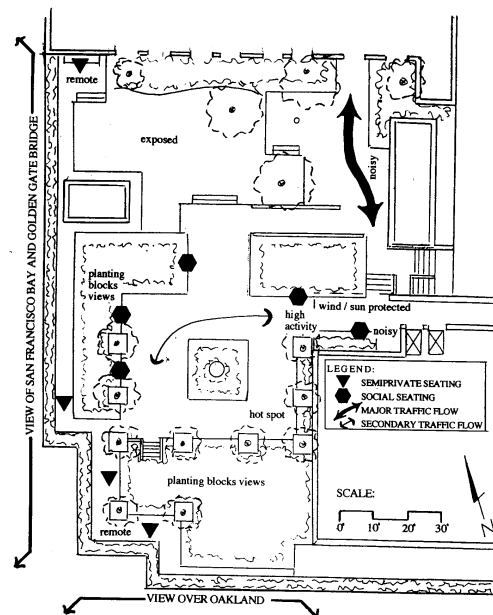 remote
exposed
noisy
VIEW OF SAN FRANCISCO BAY AND GOLDEN GATE BRIDGE
planting
blocks
views
wind / sun protected
high
activity
noisy
LEGEND:
SEMIPRIVATE SEATING
SOCIAL SEATING
MAJOR TRAFFIC FLOW
SECONDARY TRAFFIC FLOW
hot spot
planting blocks views
SCALE:
0' 10' 20' 30'
N
remote
VIEW OVER OAKLAND